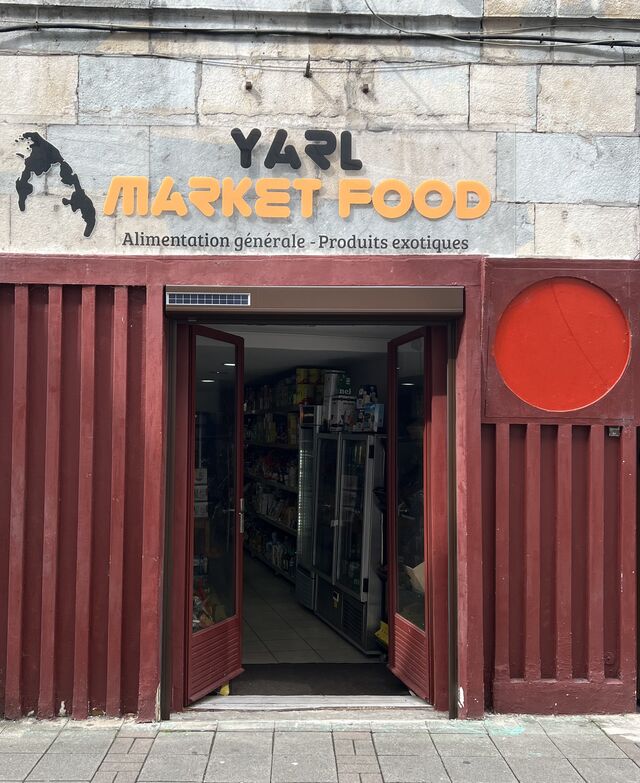 YARL
MARKET FOOD
Alimentation générale - Produits exotiques